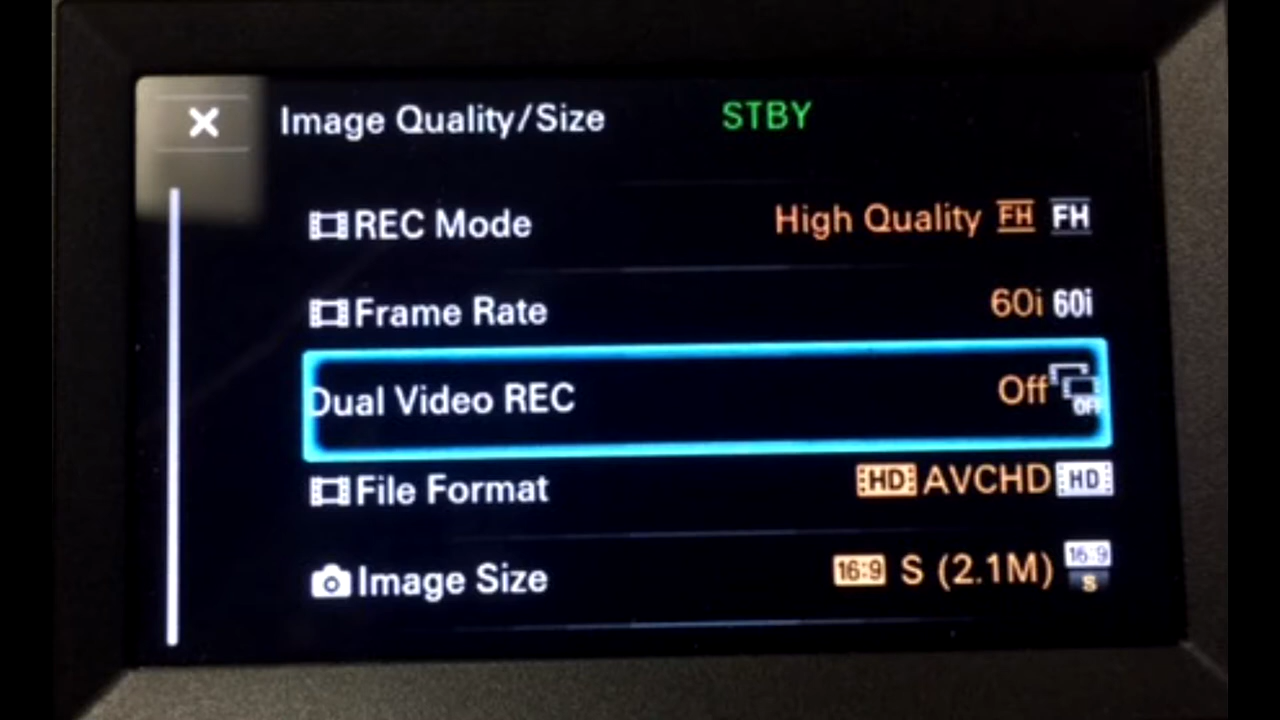 × Image Quality/Size STBY
REC Mode High Quality FH FH
Frame Rate 60i 60i
Dual Video REC Off OFF
File Format HD AVCHD HD
Image Size 16:9 S (2.1M) 16:9 S